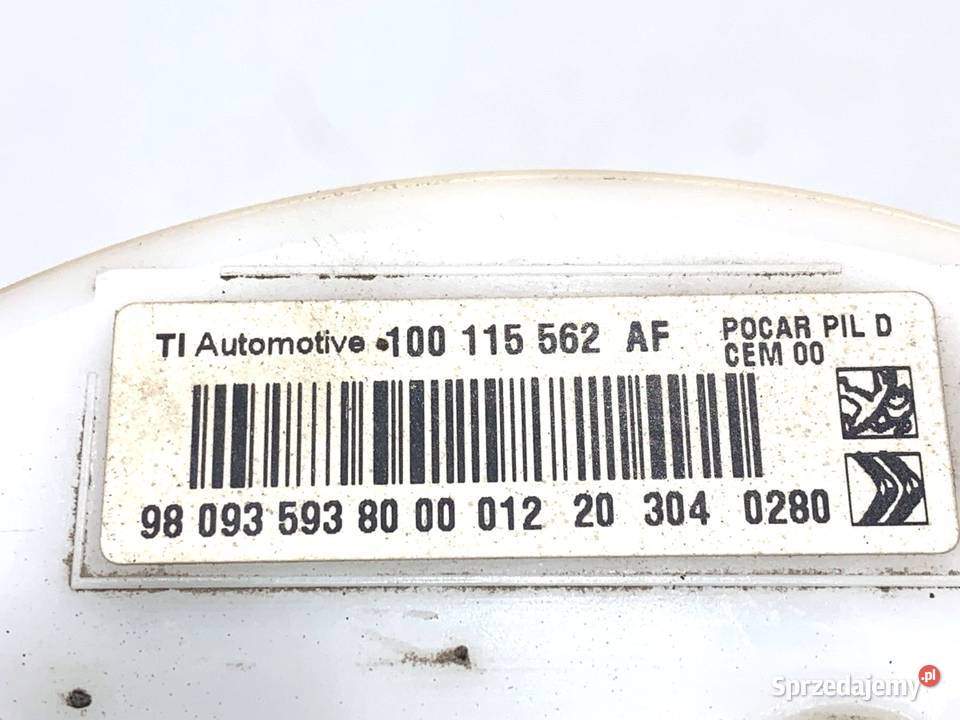 TI Automotive 100 115 562 AF POCAR PIL D
CEM 00
98 093 593 80 00 012 20 304 0280
Sprzedajemy.pl